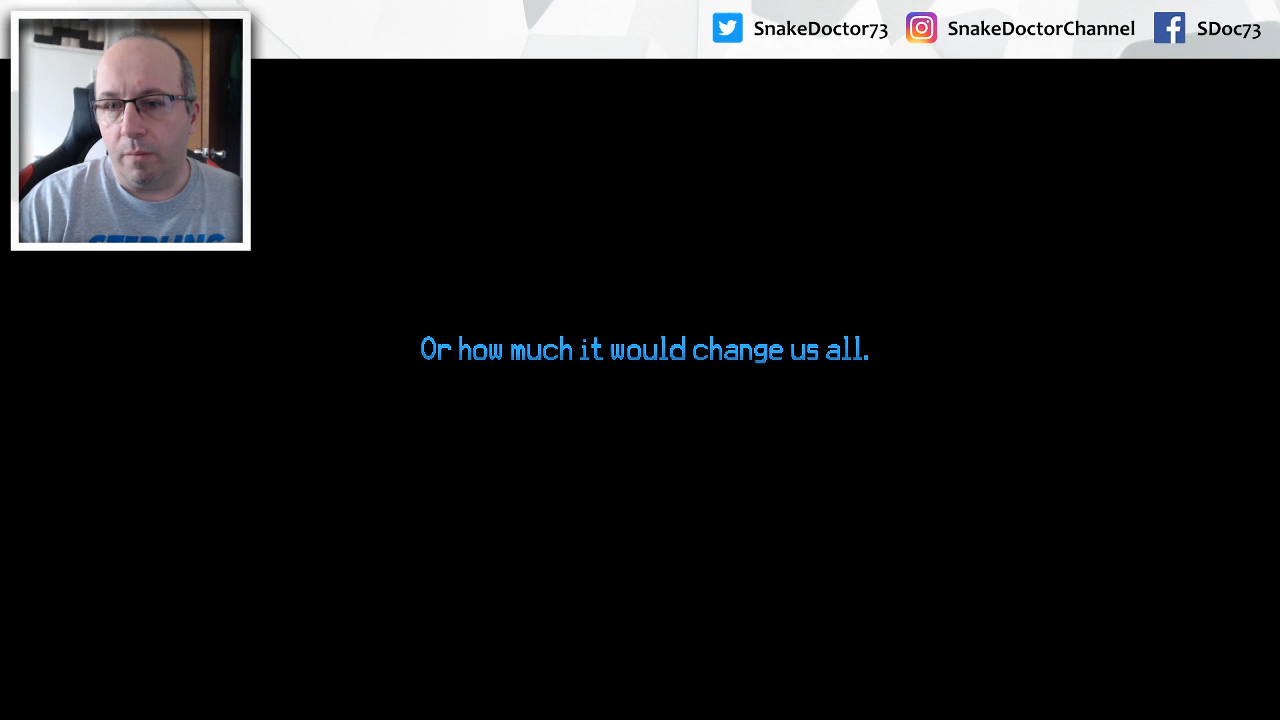 SnakeDoctor73 SnakeDoctorChannel SDoc73
Or how much it would change us all.